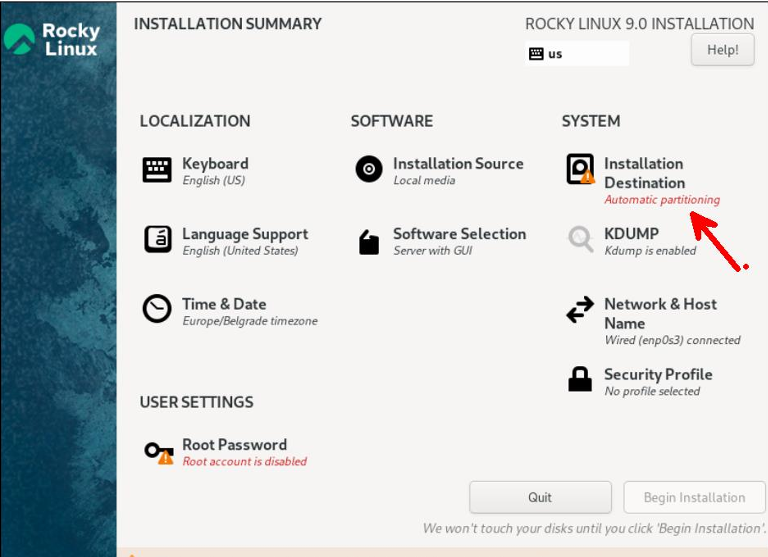 Rocky
Linux
INSTALLATION SUMMARY
ROCKY LINUX 9.0 INSTALLATION
us
Help!
LOCALIZATION
Keyboard
English (US)
Language Support
English (United States)
Time & Date
Europe/Belgrade timezone
SOFTWARE
Installation Source
Local media
Software Selection
Server with GUI
SYSTEM
Installation
Destination
Automatic partitioning
KDUMP
Kdump is enabled
Network & Host
Name
Wired (enp0s3) connected
Security Profile
No profile selected
USER SETTINGS
Root Password
Root account is disabled
Quit
Begin Installation
We won't touch your disks until you click 'Begin Installation'.